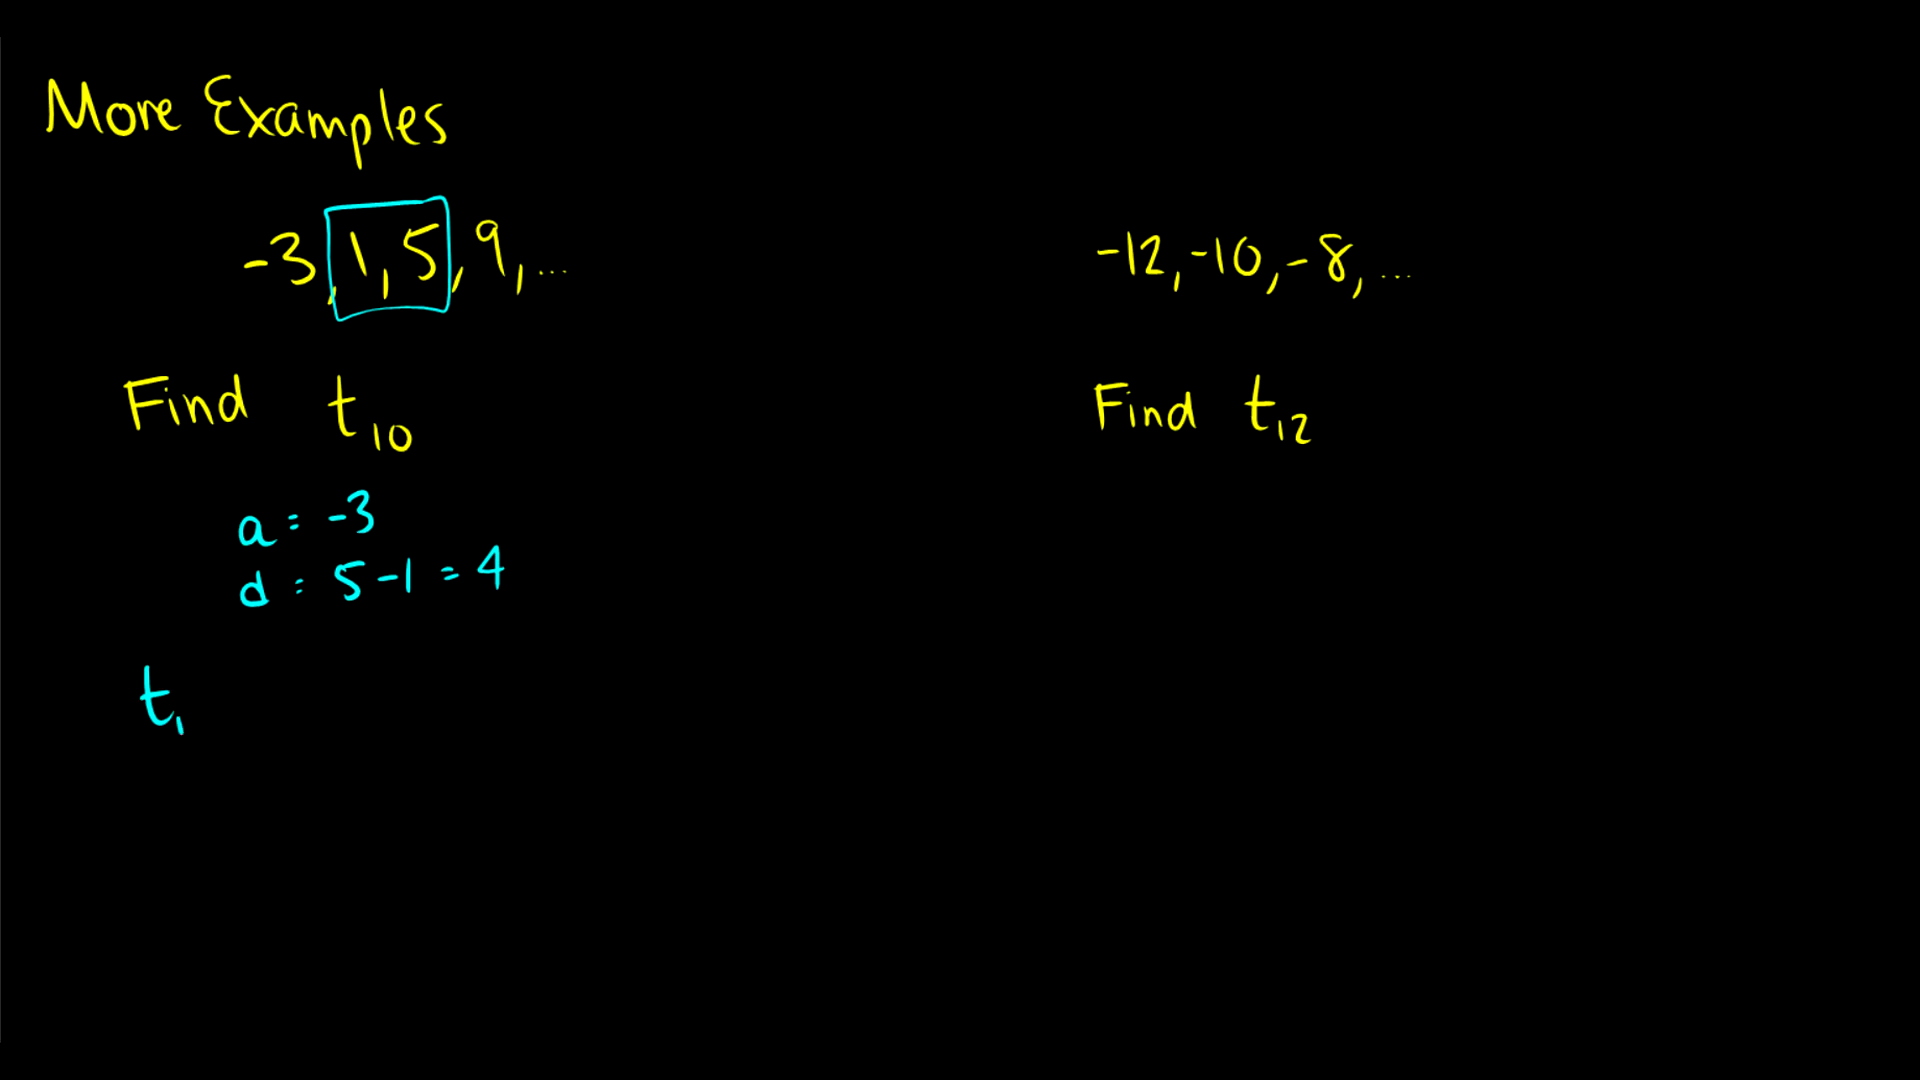 More Examples
-3, 1, 5, 9, ...
Find t₁₀
a = -3
d = 5 - 1 = 4
t₁
-12, -10, -8, ...
Find t₁₂